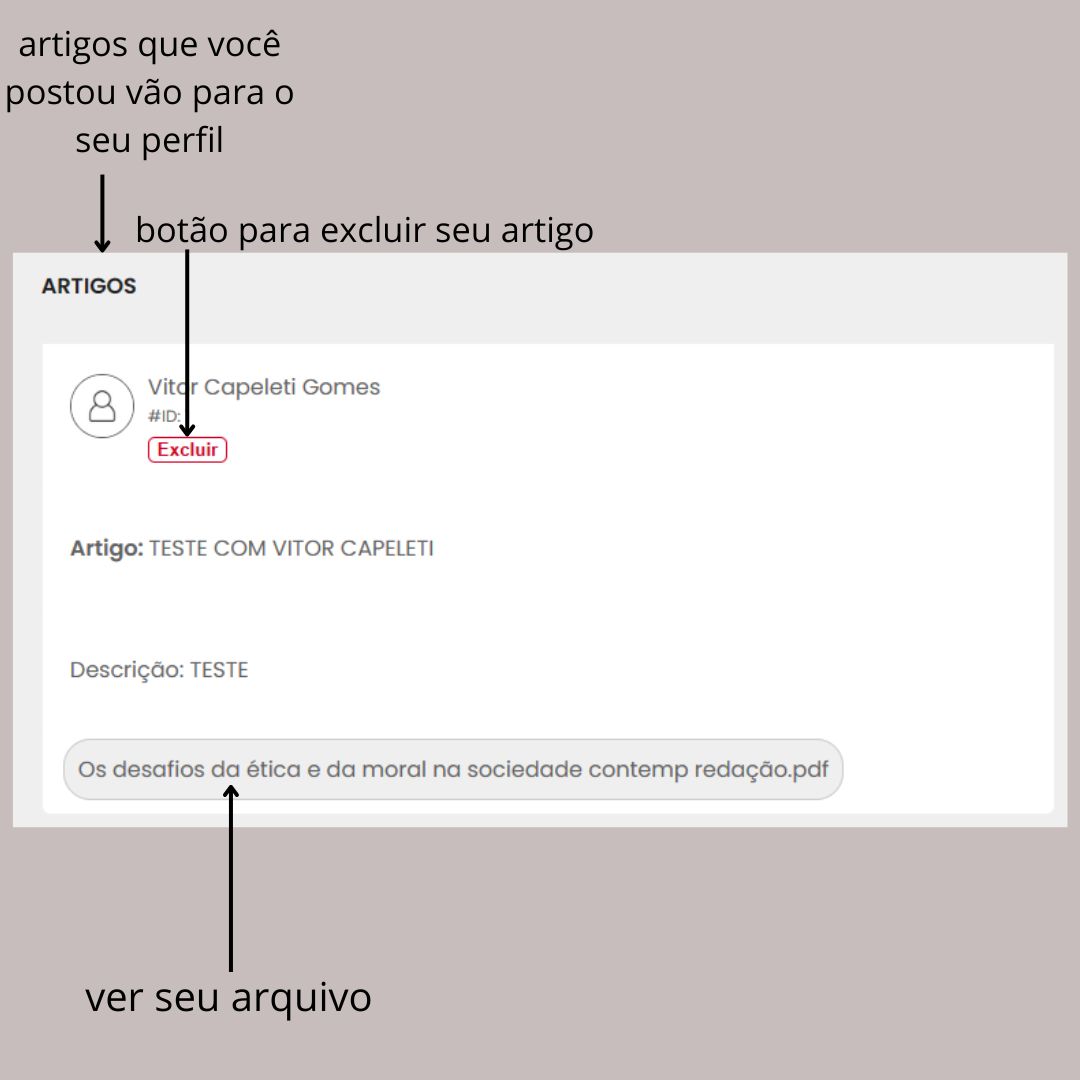 artigos que você
postou vão para o
seu perfil
botão para excluir seu artigo
ARTIGOS
Vitor Capeleti Gomes
#ID:
Excluir
Artigo: TESTE COM VITOR CAPELETI
Descrição: TESTE
Os desafios da ética e da moral na sociedade contemp redação.pdf
ver seu arquivo